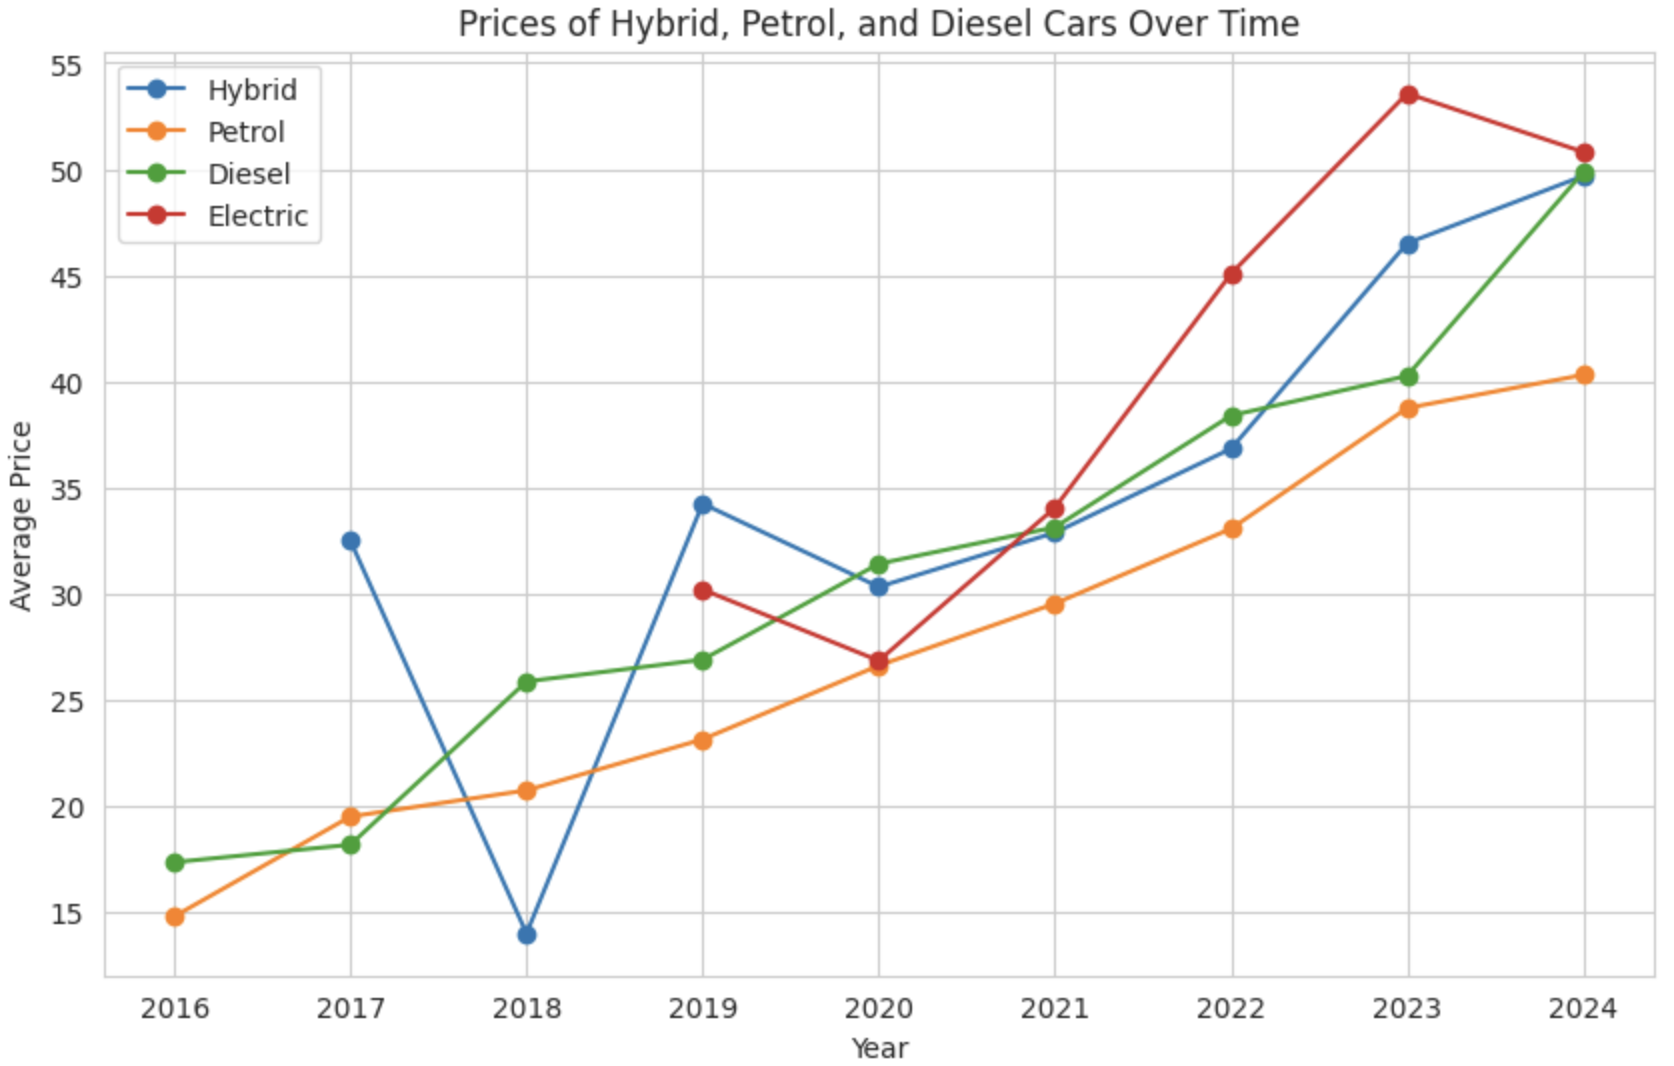 Prices of Hybrid, Petrol, and Diesel Cars Over Time
Hybrid
Petrol
Diesel
Electric
55
50
45
40
35
30
25
20
15
Average Price
2016 2017 2018 2019 2020 2021 2022 2023 2024
Year